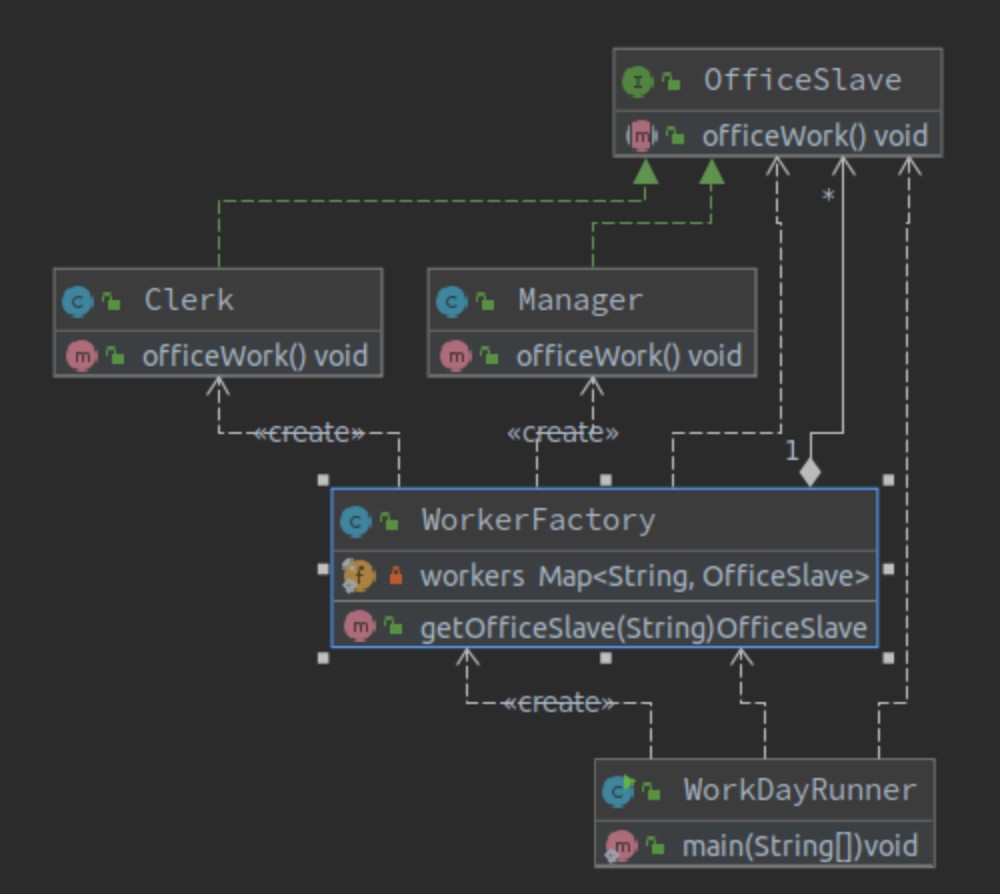 OfficeSlave
officeWork() void
*
Clerk
officeWork() void
Manager
officeWork() void
«create»
«create»
1
WorkerFactory
workers Map<String, OfficeSlave>
getOfficeSlave(String)OfficeSlave
«create»
WorkDayRunner
main(String[])void